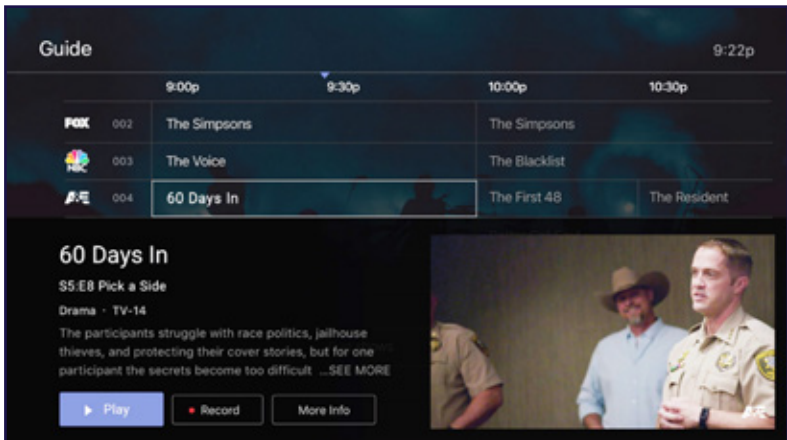 Guide 9:22p
9:00p 9:30p 10:00p 10:30p
FOX 002 The Simpsons The Simpsons
NBC 003 The Voice The Blacklist
A&E 004 60 Days In The First 48 The Resident
60 Days In
S5:E8 Pick a Side
Drama · TV-14
The participants struggle with race politics, jailhouse
thieves, and protecting their cover stories, but for one
participant the secrets become too difficult ...SEE MORE
Play Record More Info
A&E